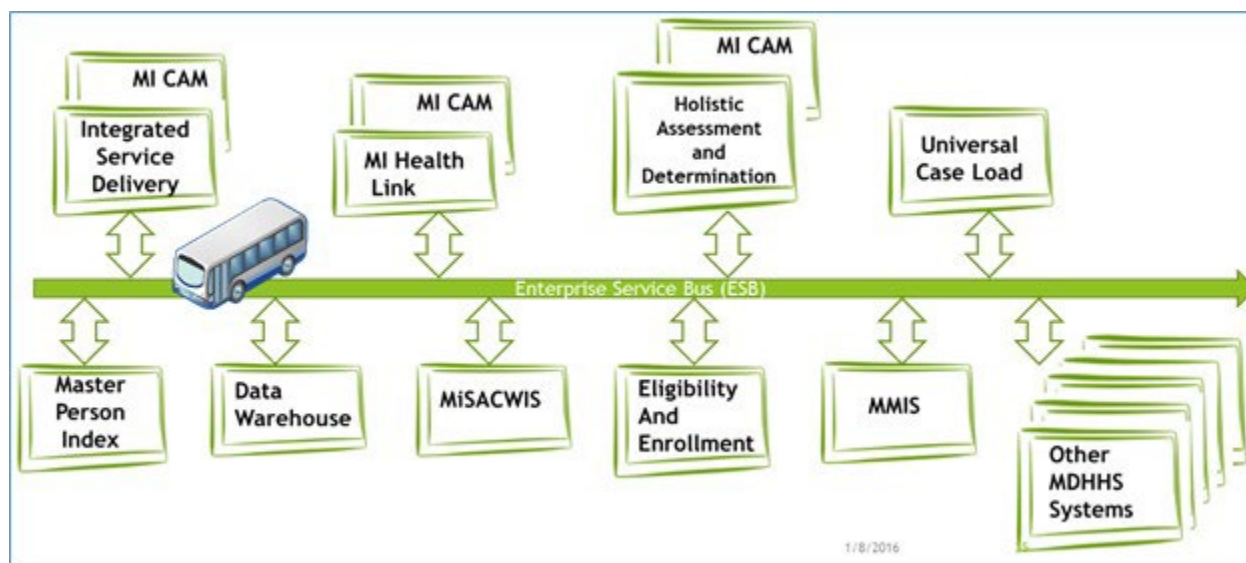 MI CAM
Integrated
Service
Delivery
MI CAM
MI Health
Link
MI CAM
Holistic
Assessment
and
Determination
Universal
Case Load
Enterprise Service Bus (ESB)
Master
Person
Index
Data
Warehouse
MiSACWIS
Eligibility
And
Enrollment
MMIS
Other
MDHHS
Systems
1/8/2016